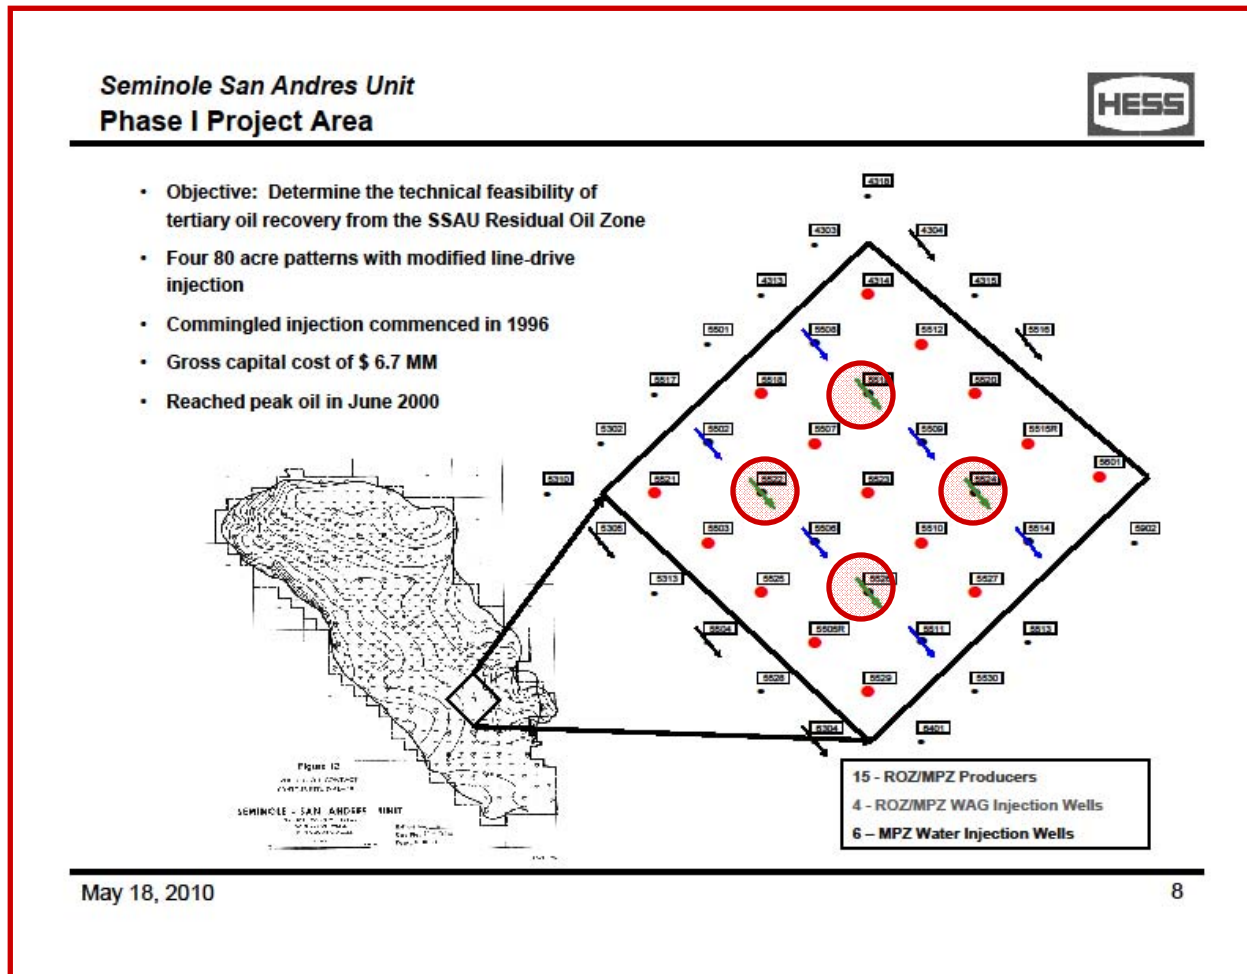 Seminole San Andres Unit
Phase I Project Area
HESS
• Objective: Determine the technical feasibility of
tertiary oil recovery from the SSAU Residual Oil Zone
• Four 80 acre patterns with modified line-drive
injection
• Commingled injection commenced in 1996
• Gross capital cost of $ 6.7 MM
• Reached peak oil in June 2000
4318
4303 4304
4313 4314 4315
5501 5508 5512 5516
5517 5518 5520
5302 5502 5507 5509 5515R
5601
5310 5521 5522 5523 5524
5305 5503 5506 5510 5514 5902
5313 5525 5526 5527
5504 5505R 5511 5513
5528 5529 5530
5304 5401
Figure 12
SEMINOLE - SAN ANDRES UNIT
15 - ROZ/MPZ Producers
4 - ROZ/MPZ WAG Injection Wells
6 – MPZ Water Injection Wells
May 18, 2010
8